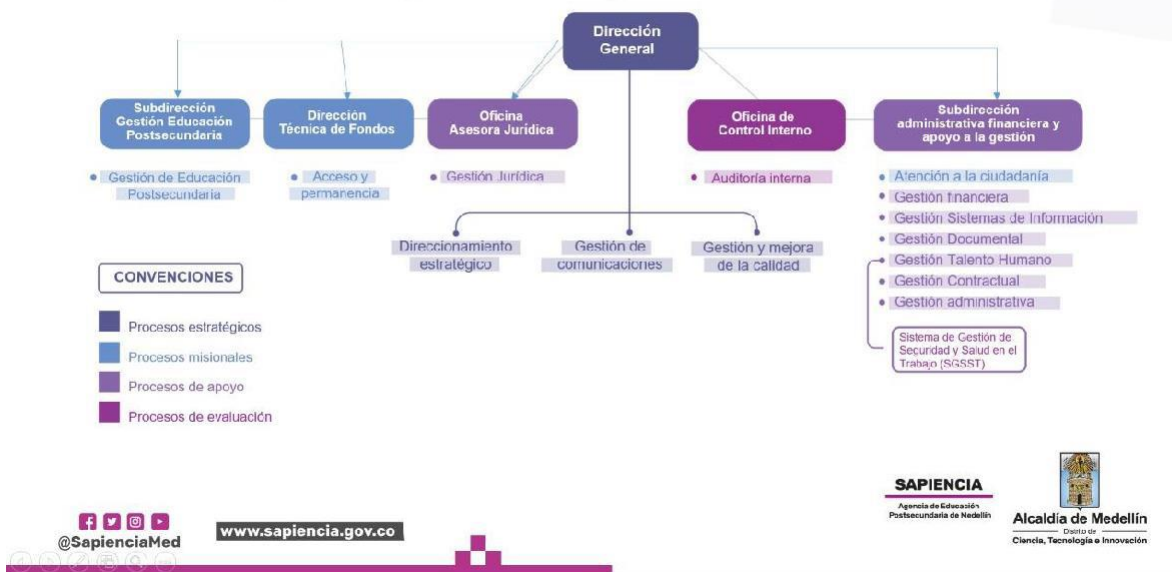 Dirección
General
Subdirección
Gestión Educación
Postsecundaria
Dirección
Técnica de Fondos
Oficina
Asesora Jurídica
Oficina de
Control Interno
Subdirección
administrativa financiera y
apoyo a la gestión
• Gestión de Educación
Postsecundaria
• Acceso y
permanencia
• Gestión Jurídica
• Auditoría interna
• Atención a la ciudadanía
• Gestión financiera
• Gestión Sistemas de Información
• Gestión Documental
• Gestión Talento Humano
• Gestión Contractual
• Gestión administrativa
Direccionamiento
estratégico
Gestión de
comunicaciones
Gestión y mejora
de la calidad
Sistema de Gestión de
Seguridad y Salud en el
Trabajo (SGSST)
CONVENCIONES
Procesos estratégicos
Procesos misionales
Procesos de apoyo
Procesos de evaluación
@SapienciaMed
www.sapiencia.gov.co
SAPIENCIA
Agencia de Educación
Postsecundaria de Medellín
Alcaldía de Medellín
Distrito de
Ciencia, Tecnología e Innovación